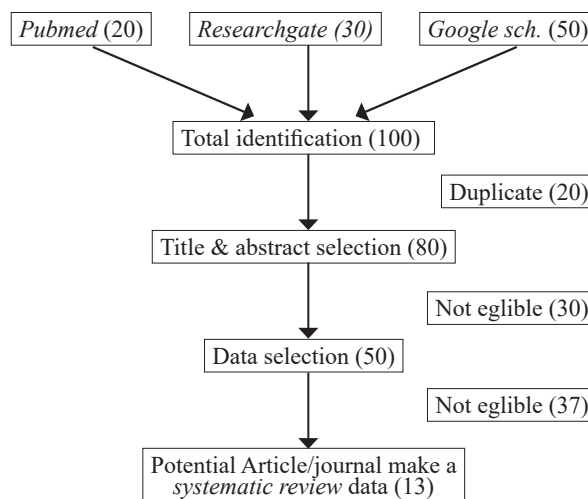 Pubmed (20)
Researchgate (30)
Google sch. (50)
Total identification (100)
Duplicate (20)
Title & abstract selection (80)
Not eglible (30)
Data selection (50)
Not eglible (37)
Potential Article/journal make a
systematic review data (13)